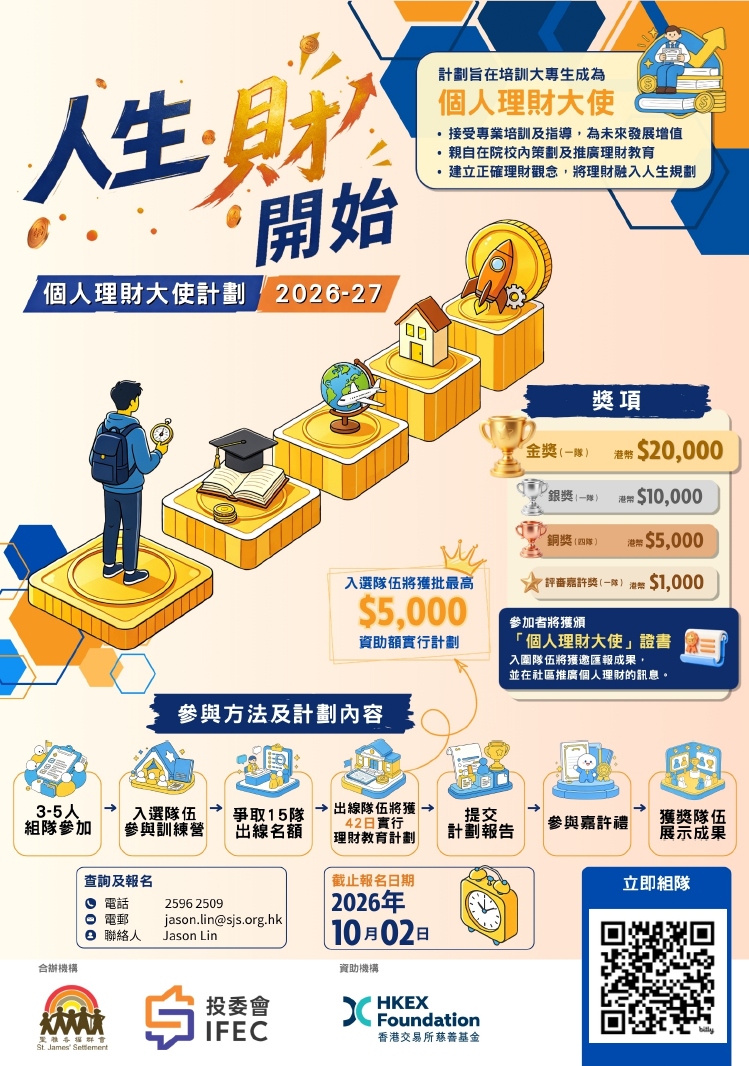 人生·財
開始
個人理財大使計劃 2026-27
計劃旨在培訓大專生成為
個人理財大使
• 接受專業培訓及指導，為未來發展增值
• 親自在院校內策劃及推廣理財教育
• 建立正確理財觀念，將理財融入人生規劃
獎項
金獎(一隊) 港幣 $20,000
銀獎(一隊) 港幣 $10,000
銅獎(四隊) 港幣 $5,000
評審嘉許獎(一隊) 港幣 $1,000
參加者將獲頒
「個人理財大使」證書
入圍隊伍將獲邀匯報成果，
並在社區推廣個人理財的訊息。
入選隊伍將獲批最高
$5,000
資助額實行計劃
參與方法及計劃內容
3-5人
組隊參加
入選隊伍
參與訓練營
爭取15隊
出線名額
出線隊伍將獲
42日實行
理財教育計劃
提交
計劃報告
參與嘉許禮
獲獎隊伍
展示成果
查詢及報名
電話 2596 2509
電郵 jason.lin@sjs.org.hk
聯絡人 Jason Lin
截止報名日期
2026年
10月02日
立即組隊
bitly
合辦機構
聖雅各福群會
St. James' Settlement
投委會
IFEC
資助機構
HKEX
Foundation
香港交易所慈善基金